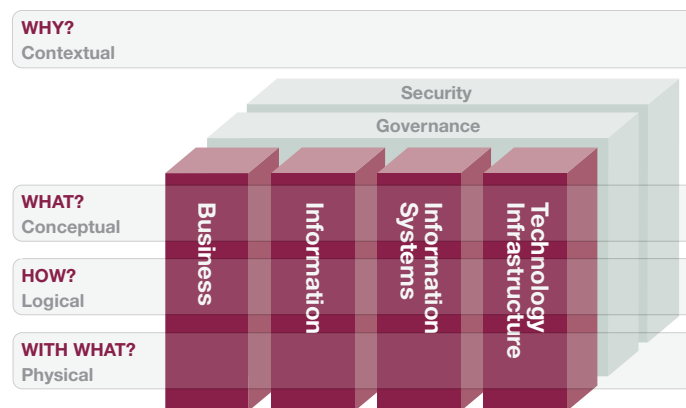 WHY?
Contextual
Security
Governance
WHAT?
Conceptual
HOW?
Logical
WITH WHAT?
Physical
Business
Information
Information
Systems
Technology
Infrastructure